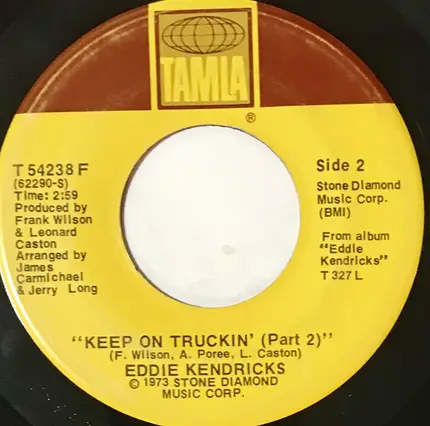 TAMLA
®
T 54238 F
(62290-S)
Time: 2:59
Produced by
Frank Wilson
& Leonard
Caston
Arranged by
James
Carmichael
& Jerry Long
Side 2
Stone Diamond
Music Corp.
(BMI)
From album
"Eddie
Kendricks"
T 327 L
"KEEP ON TRUCKIN' (Part 2)"
(F. Wilson, A. Poree, L. Caston)
EDDIE KENDRICKS
© 1973 STONE DIAMOND
MUSIC CORP.